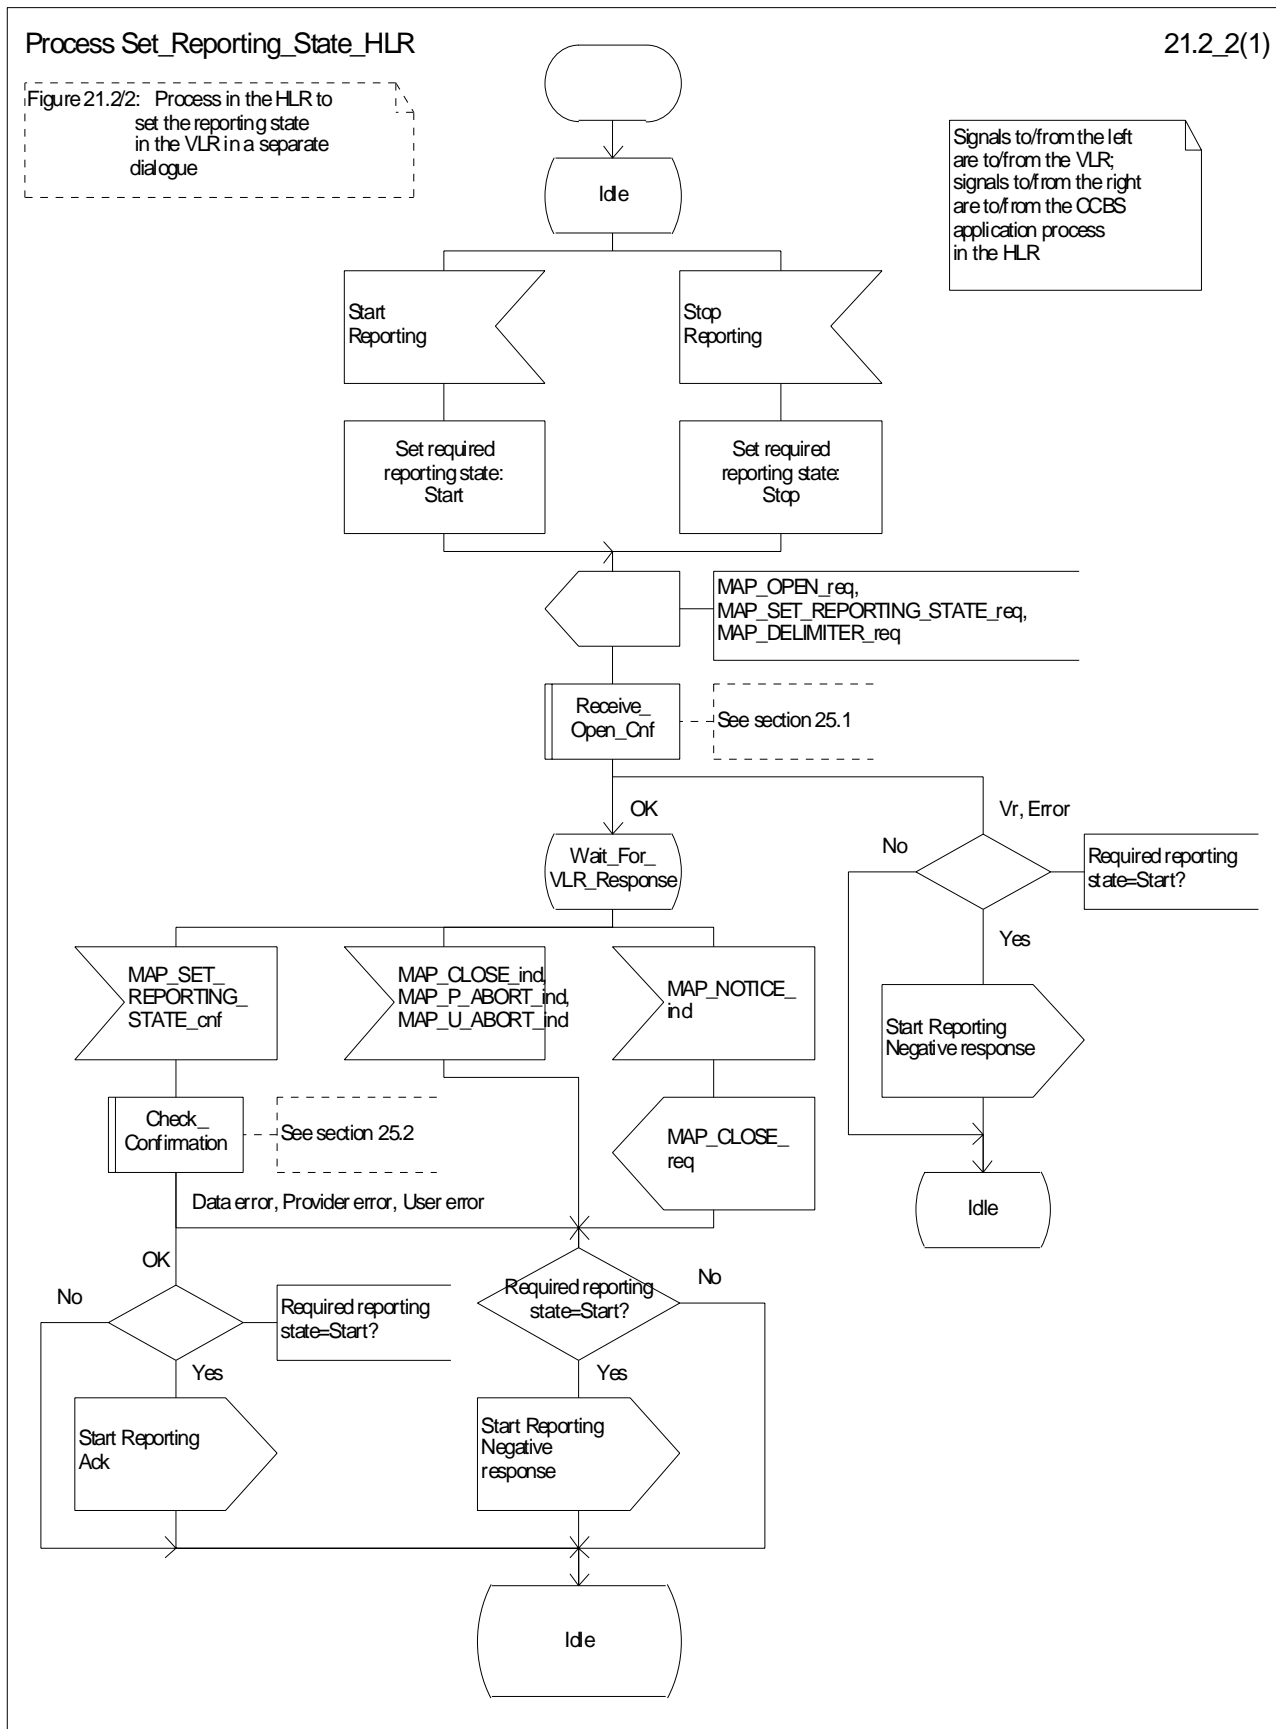 Process Set_Reporting_State_HLR
21.2_2(1)
Figure 21.2/2: Process in the HLR to
set the reporting state
in the VLR in a separate
dialogue
Signals to/from the left
are to/from the VLR;
signals to/from the right
are to/from the CCBS
application process
in the HLR
Idle
Start
Reporting
Stop
Reporting
Set required
reporting state:
Start
Set required
reporting state:
Stop
MAP_OPEN_req,
MAP_SET_REPORTING_STATE_req,
MAP_DELIMITER_req
Receive_
Open_Cnf
See section 25.1
OK
Vr, Error
Wait_For_
VLR_Response
No
Required reporting
state=Start?
Yes
MAP_SET_
REPORTING_
STATE_cnf
MAP_CLOSE_ind,
MAP_P_ABORT_ind,
MAP_U_ABORT_ind
MAP_NOTICE_
ind
Start Reporting
Negative response
Check_
Confirmation
See section 25.2
MAP_CLOSE_
req
Data error, Provider error, User error
Idle
OK
No
Required reporting
state=Start?
Required reporting
state=Start?
No
Yes
Yes
Start Reporting
Ack
Start Reporting
Negative
response
Idle